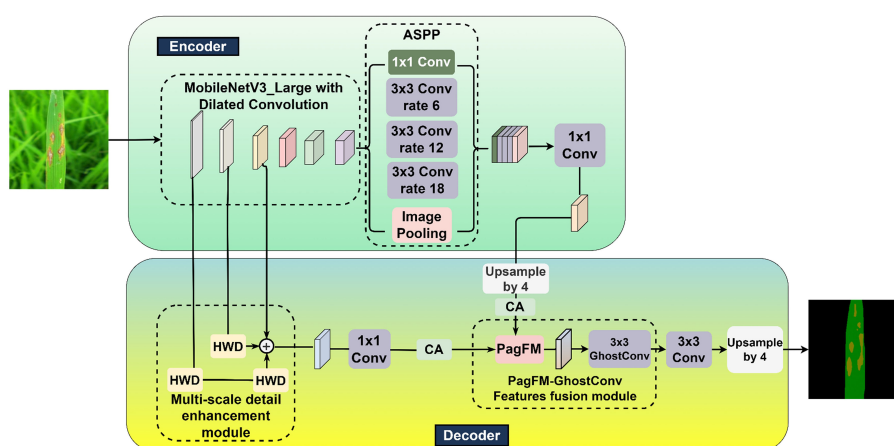 Encoder
MobileNetV3_Large with
Dilated Convolution
ASPP
1x1 Conv
3x3 Conv
rate 6
3x3 Conv
rate 12
3x3 Conv
rate 18
Image
Pooling
1x1
Conv
Upsample
by 4
CA
HWD
HWD
HWD
Multi-scale detail
enhancement
module
1x1
Conv
CA
PagFM
3x3
GhostConv
PagFM-GhostConv
Features fusion module
3x3
Conv
Upsample
by 4
Decoder